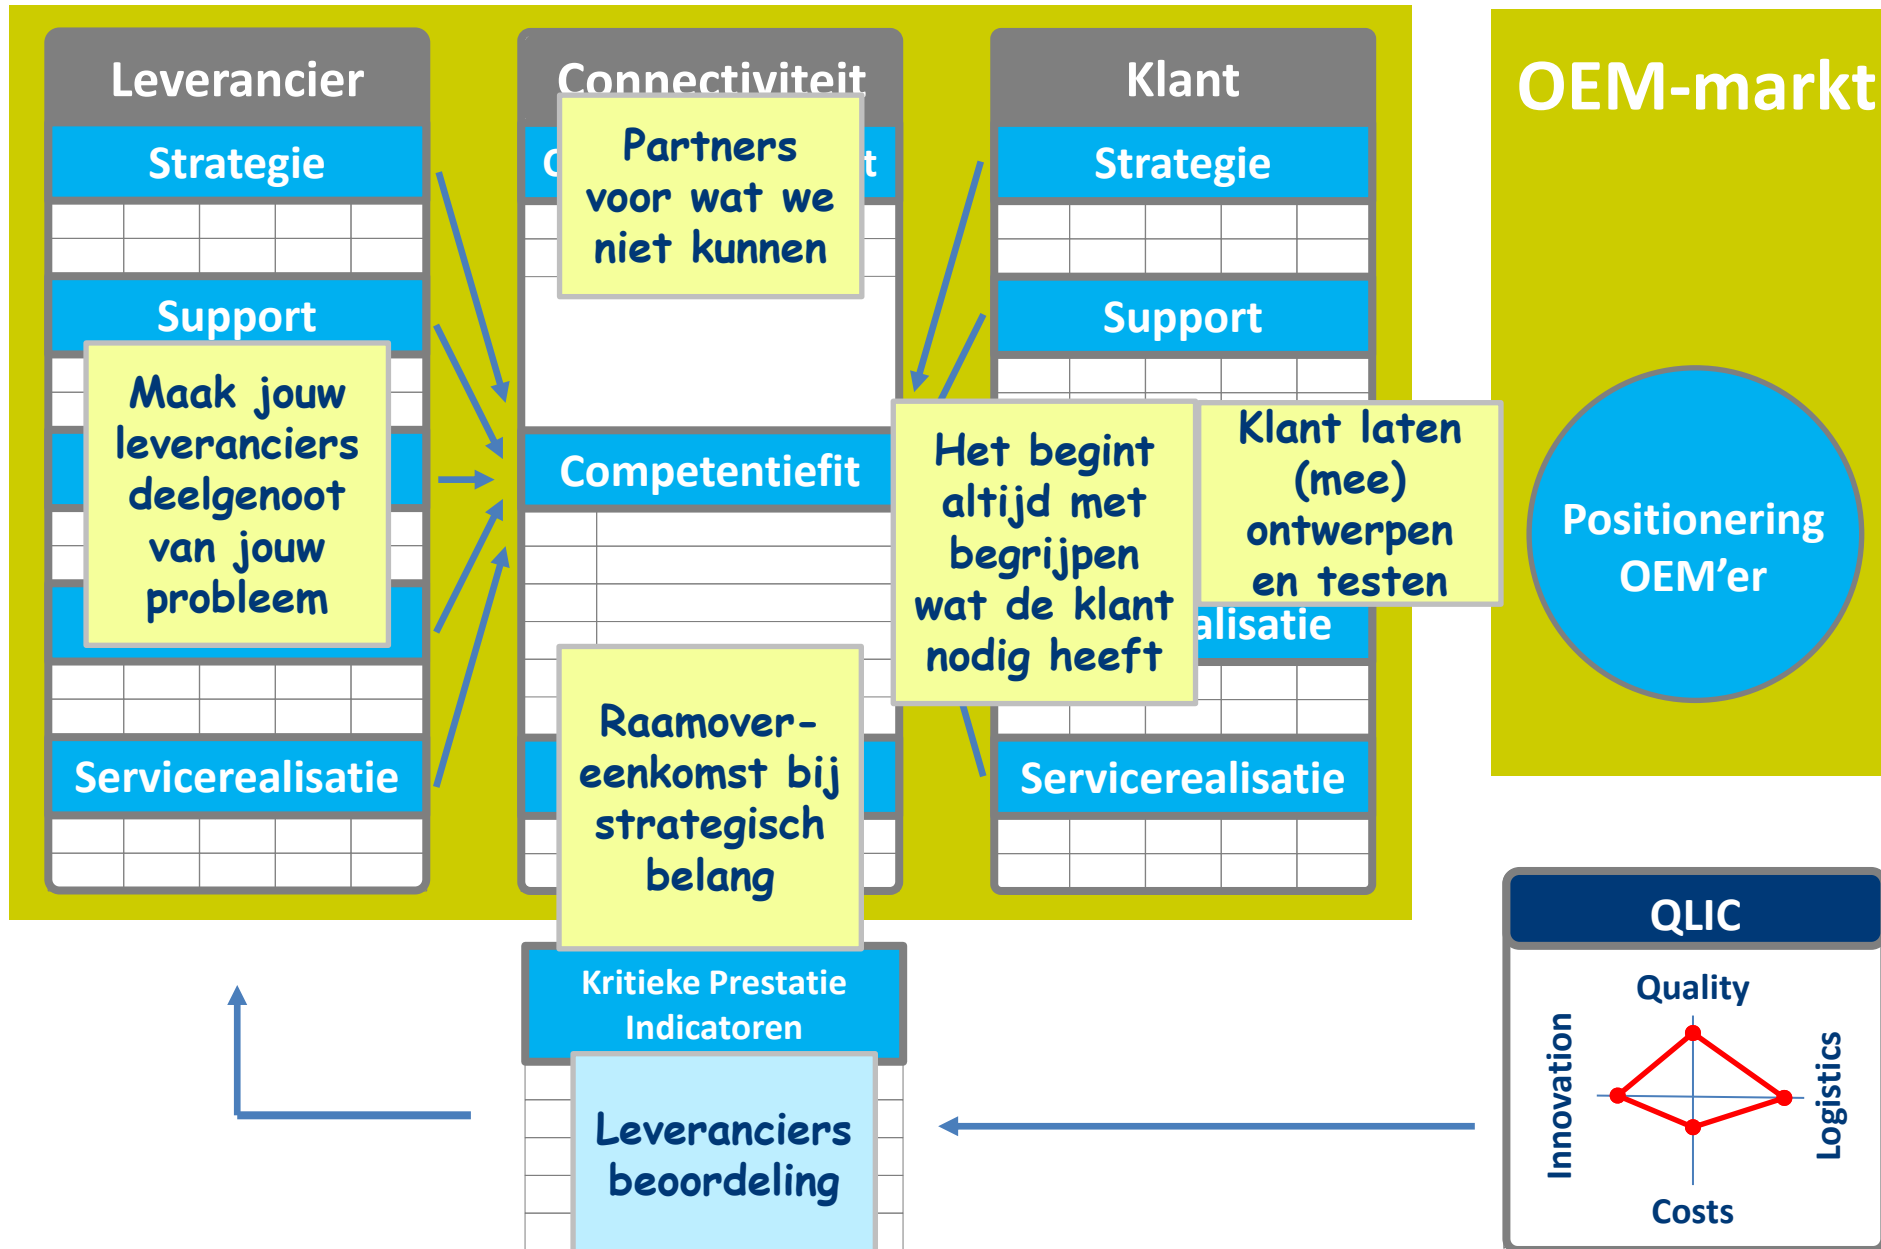 Leverancier
Strategie
Support
Maak jouw
leveranciers
deelgenoot
van jouw
probleem
Servicerealisatie
Connectiviteit
Partners
voor wat we
niet kunnen
Competentiefit
Raamover-
eenkomst bij
strategisch
belang
Kritieke Prestatie
Indicatoren
Leveranciers
beoordeling
Klant
Strategie
Support
Het begint
altijd met
begrijpen
wat de klant
nodig heeft
Klant laten
(mee)
ontwerpen
en testen
alisatie
Servicerealisatie
OEM-markt
Positionering
OEM’er
QLIC
Quality
Innovation
Logistics
Costs